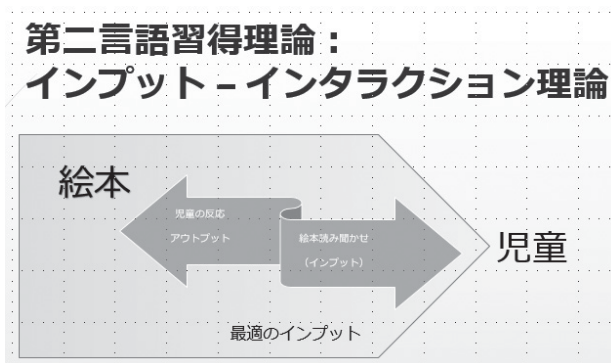 第二言語習得理論：
インプット－インタラクション理論
絵本
児童の反応
アウトプット
絵本読み聞かせ
（インプット）
児童
最適のインプット